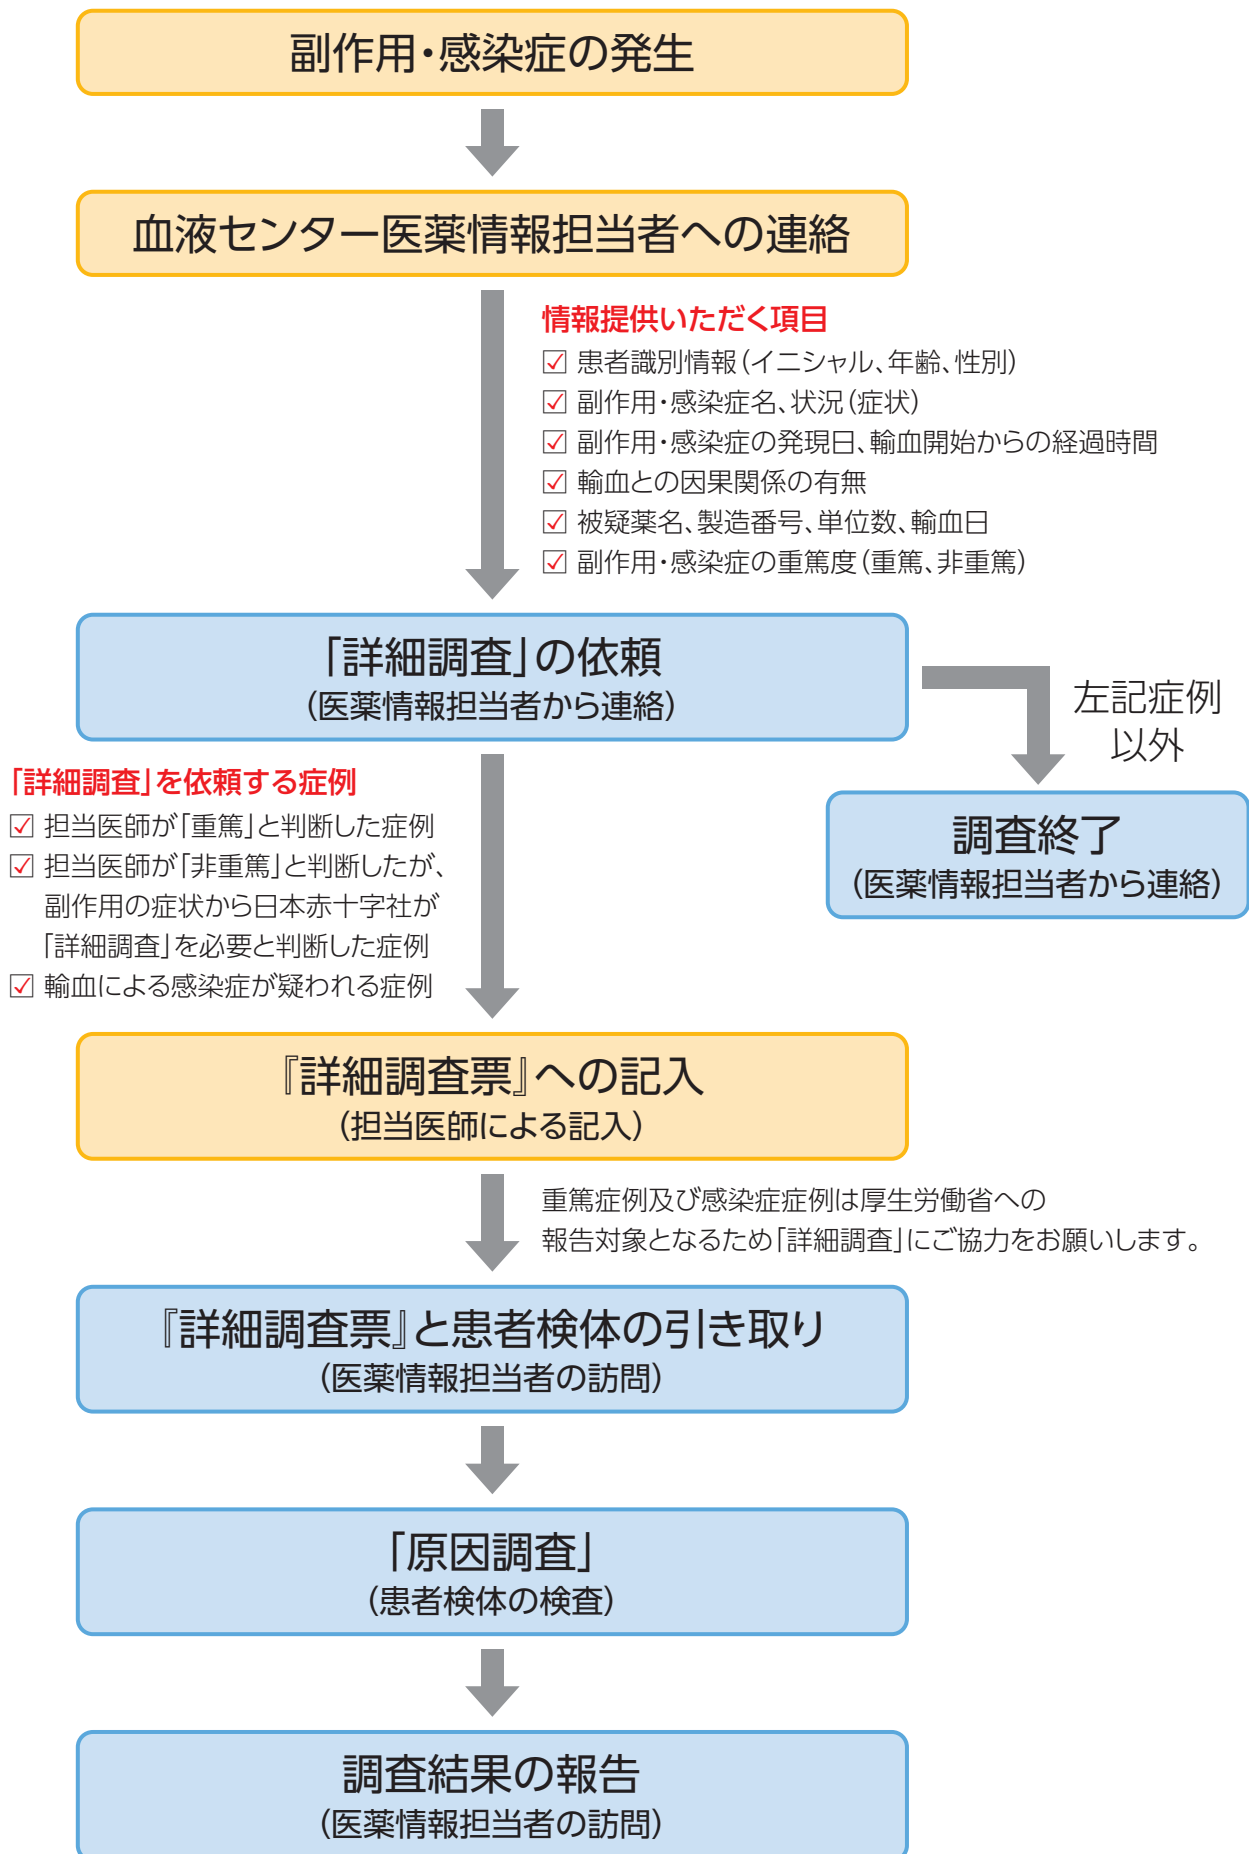 副作用・感染症の発生
血液センター医薬情報担当者への連絡
情報提供いただく項目
☑ 患者識別情報(イニシャル、年齢、性別)
☑ 副作用・感染症名、状況(症状)
☑ 副作用・感染症の発現日、輸血開始からの経過時間
☑ 輸血との因果関係の有無
☑ 被疑薬名、製造番号、単位数、輸血日
☑ 副作用・感染症の重篤度(重篤、非重篤)
「詳細調査」の依頼
(医薬情報担当者から連絡)
左記症例
以外
調査終了
(医薬情報担当者から連絡)
「詳細調査」を依頼する症例
☑ 担当医師が「重篤」と判断した症例
☑ 担当医師が「非重篤」と判断したが、
副作用の症状から日本赤十字社が
「詳細調査」を必要と判断した症例
☑ 輸血による感染症が疑われる症例
『詳細調査票』への記入
(担当医師による記入)
重篤症例及び感染症症例は厚生労働省への
報告対象となるため「詳細調査」にご協力をお願いします。
『詳細調査票』と患者検体の引き取り
(医薬情報担当者の訪問)
「原因調査」
(患者検体の検査)
調査結果の報告
(医薬情報担当者の訪問)